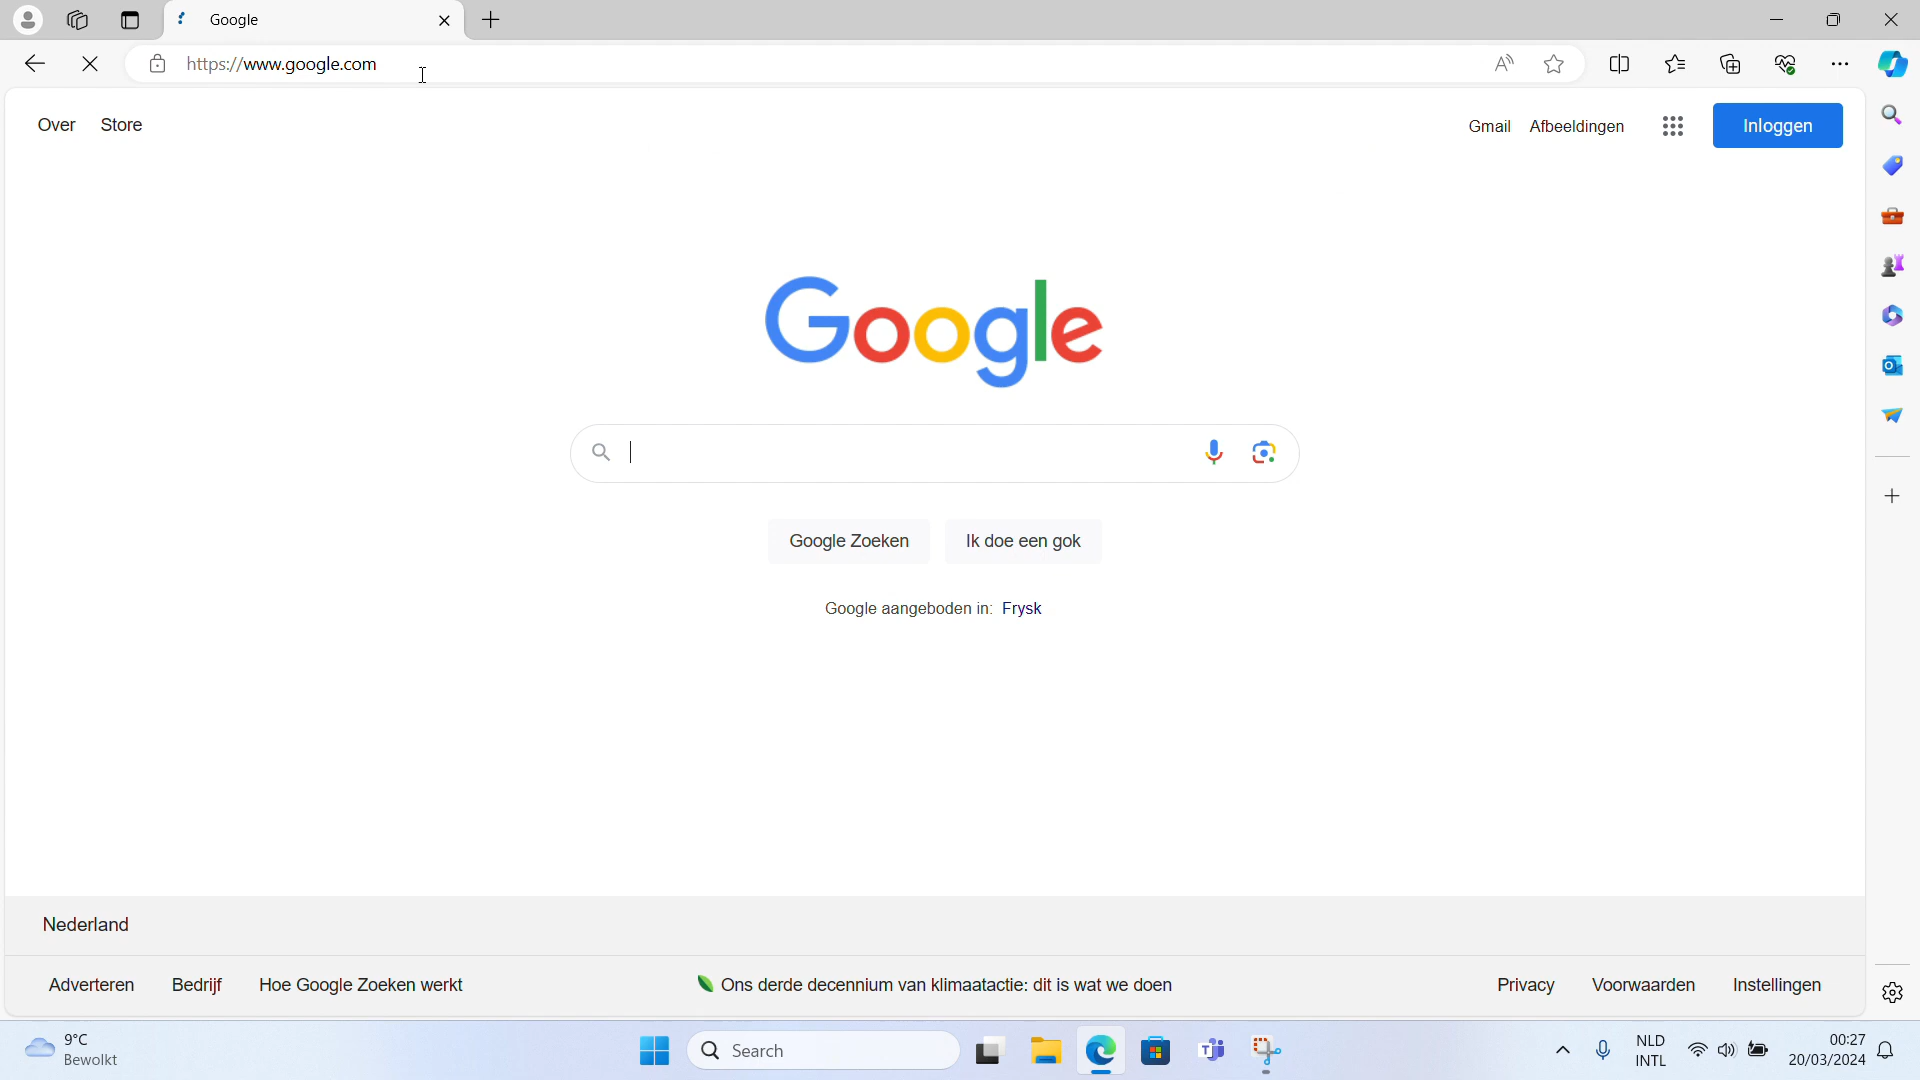 Google
https://www.google.com
Over Store
Gmail Afbeeldingen Inloggen
Google
Google Zoeken Ik doe een gok
Google aangeboden in: Frysk
Nederland
Adverteren Bedrijf Hoe Google Zoeken werkt Ons derde decennium van klimaatactie: dit is wat we doen Privacy Voorwaarden Instellingen
9°C
Bewolkt
Search
NLD
INTL
00:27
20/03/2024